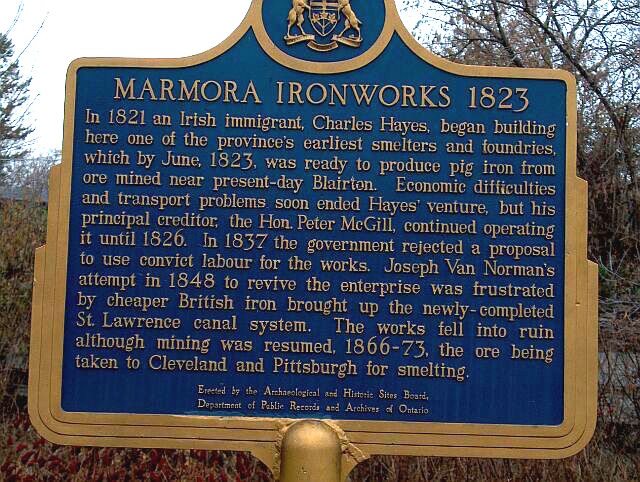 MARMORA IRONWORKS 1823
In 1821 an Irish immigrant, Charles Hayes, began building
here one of the province's earliest smelters and foundries,
which by June, 1823, was ready to produce pig iron from
ore mined near present-day Blairton. Economic difficulties
and transport problems soon ended Hayes' venture, but his
principal creditor, the Hon. Peter McGill, continued operating
it until 1826. In 1837 the government rejected a proposal
to use convict labour for the works. Joseph Van Norman's
attempt in 1848 to revive the enterprise was frustrated
by cheaper British iron brought up the newly-completed
St. Lawrence canal system. The works fell into ruin
although mining was resumed, 1866-73, the ore being
taken to Cleveland and Pittsburgh for smelting.
Erected by the Archaeological and Historic Sites Board,
Department of Public Records and Archives of Ontario